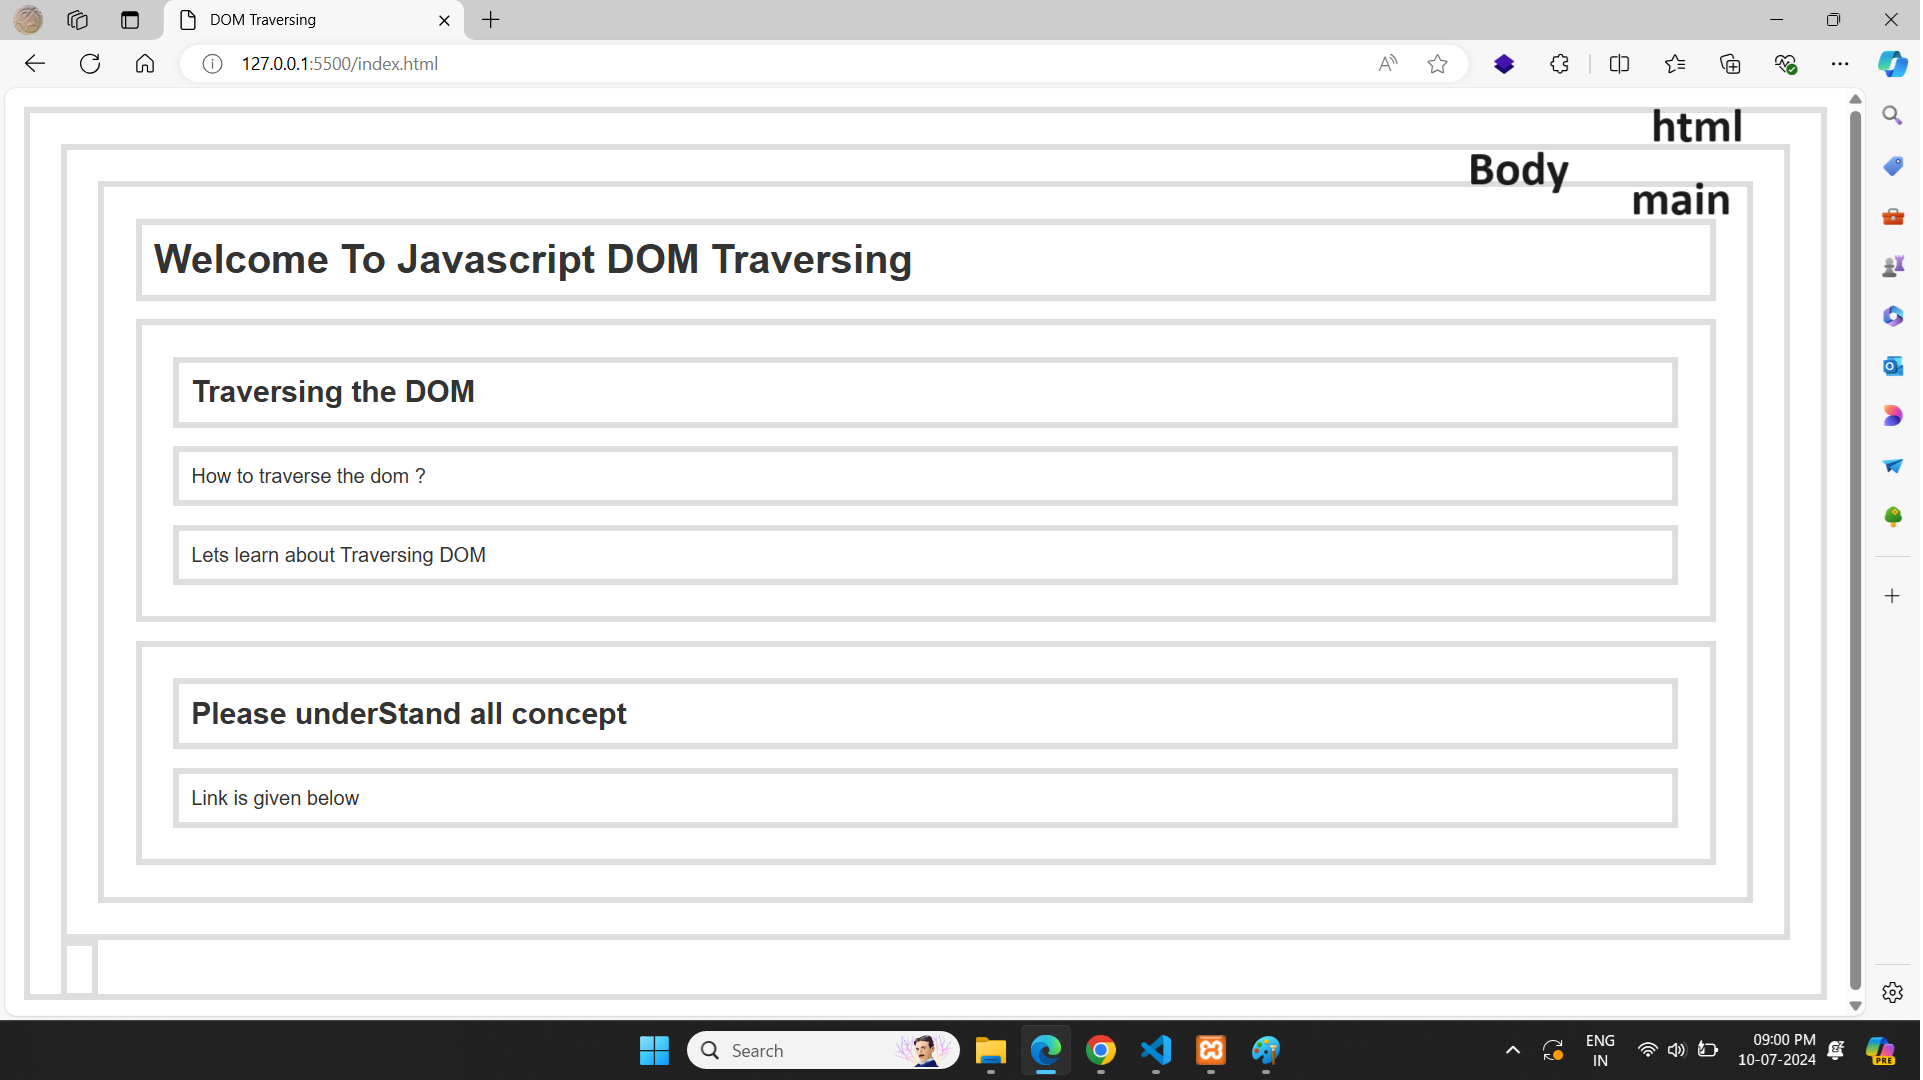 DOM Traversing
127.0.0.1:5500/index.html
html
Body
main
Welcome To Javascript DOM Traversing
Traversing the DOM
How to traverse the dom ?
Lets learn about Traversing DOM
Please underStand all concept
Link is given below
Search
ENG
IN
09:00 PM
10-07-2024
PRE